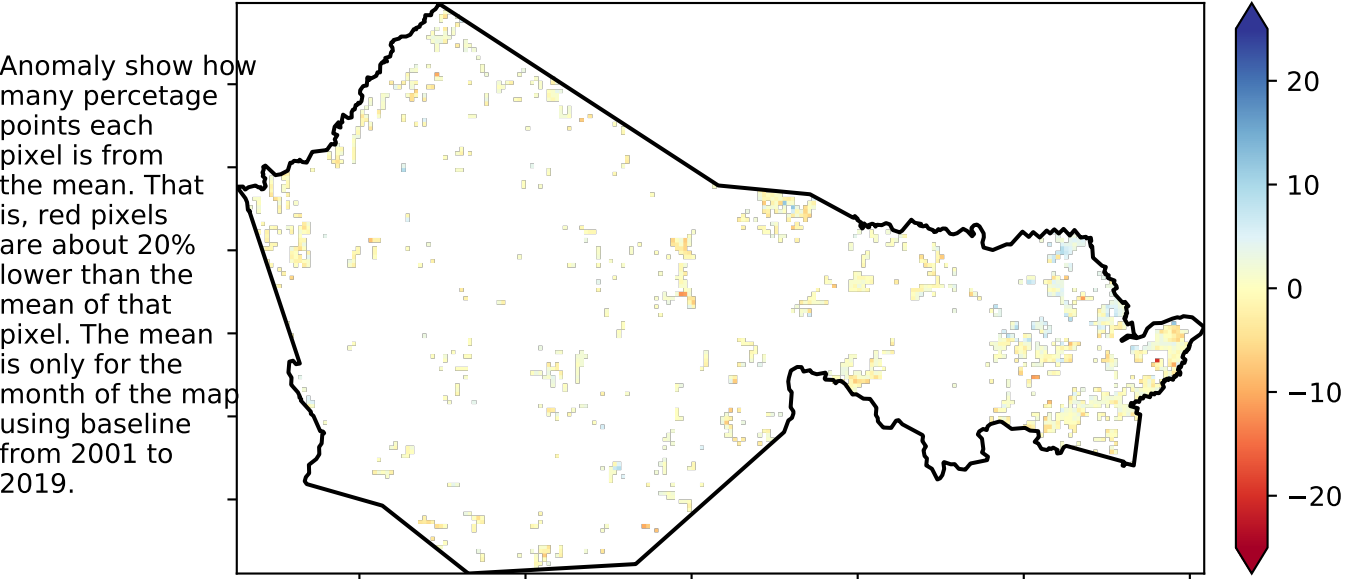 Anomaly show how
many percetage
points each
pixel is from
the mean. That
is, red pixels
are about 20%
lower than the
mean of that
pixel. The mean
is only for the
month of the map
using baseline
from 2001 to
2019.
20
10
0
−10
−20